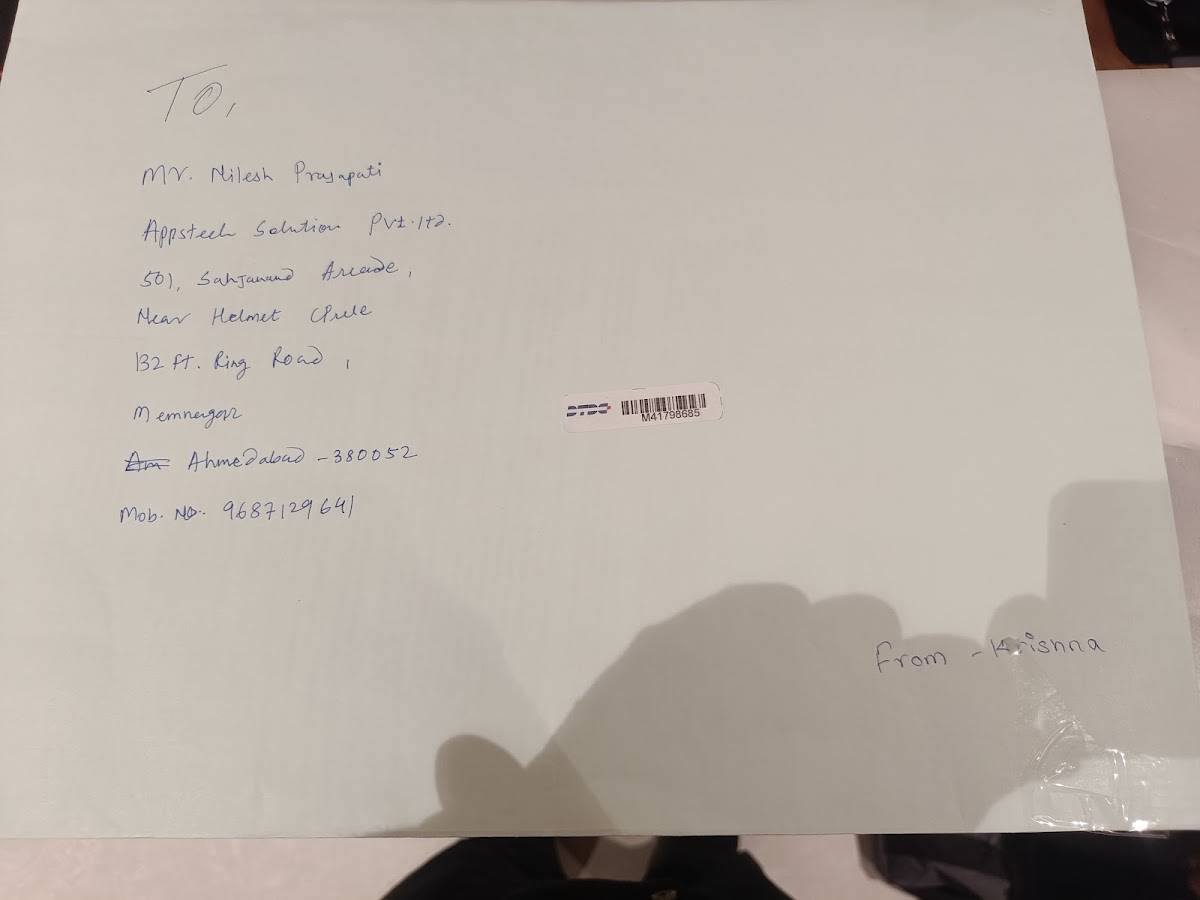 To,
Mr. Nilesh Prajapati
Appstech Solution Pvt. Ltd.
501, Sahjanand Arcade,
Near Helmet Circle
132 ft. Ring Road,
Memnagar
Am Ahmedabad - 380052
Mob. No. 9687129641
DTDC
M41798685
From - Krishna